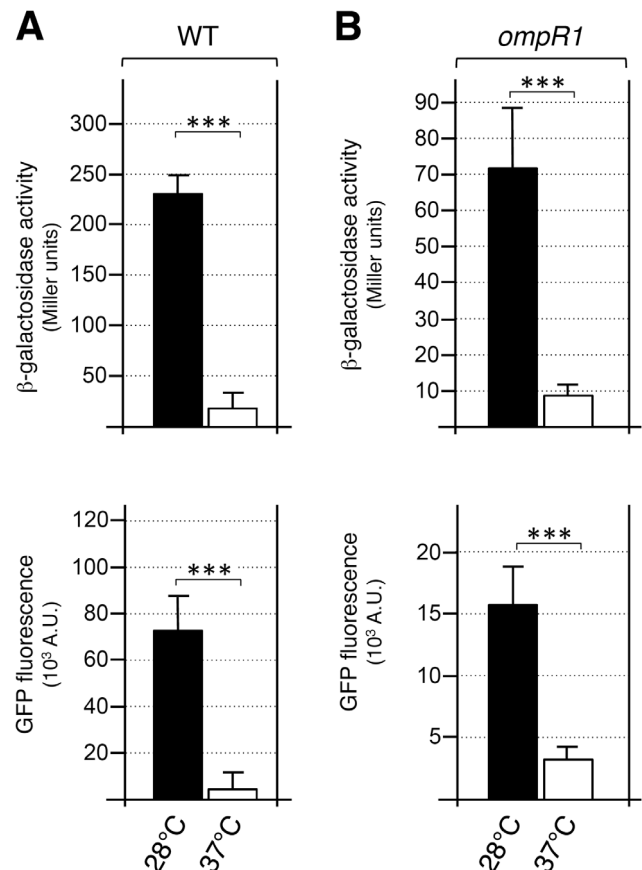 A
WT
β-galactosidase activity
(Miller units)
300
250
200
150
100
50
***
B
ompR1
β-galactosidase activity
(Miller units)
90
80
70
60
50
40
30
20
10
***
GFP fluorescence
(10³ A.U.)
120
100
80
60
40
20
***
28°C
37°C
GFP fluorescence
(10³ A.U.)
20
15
10
5
***
28°C
37°C